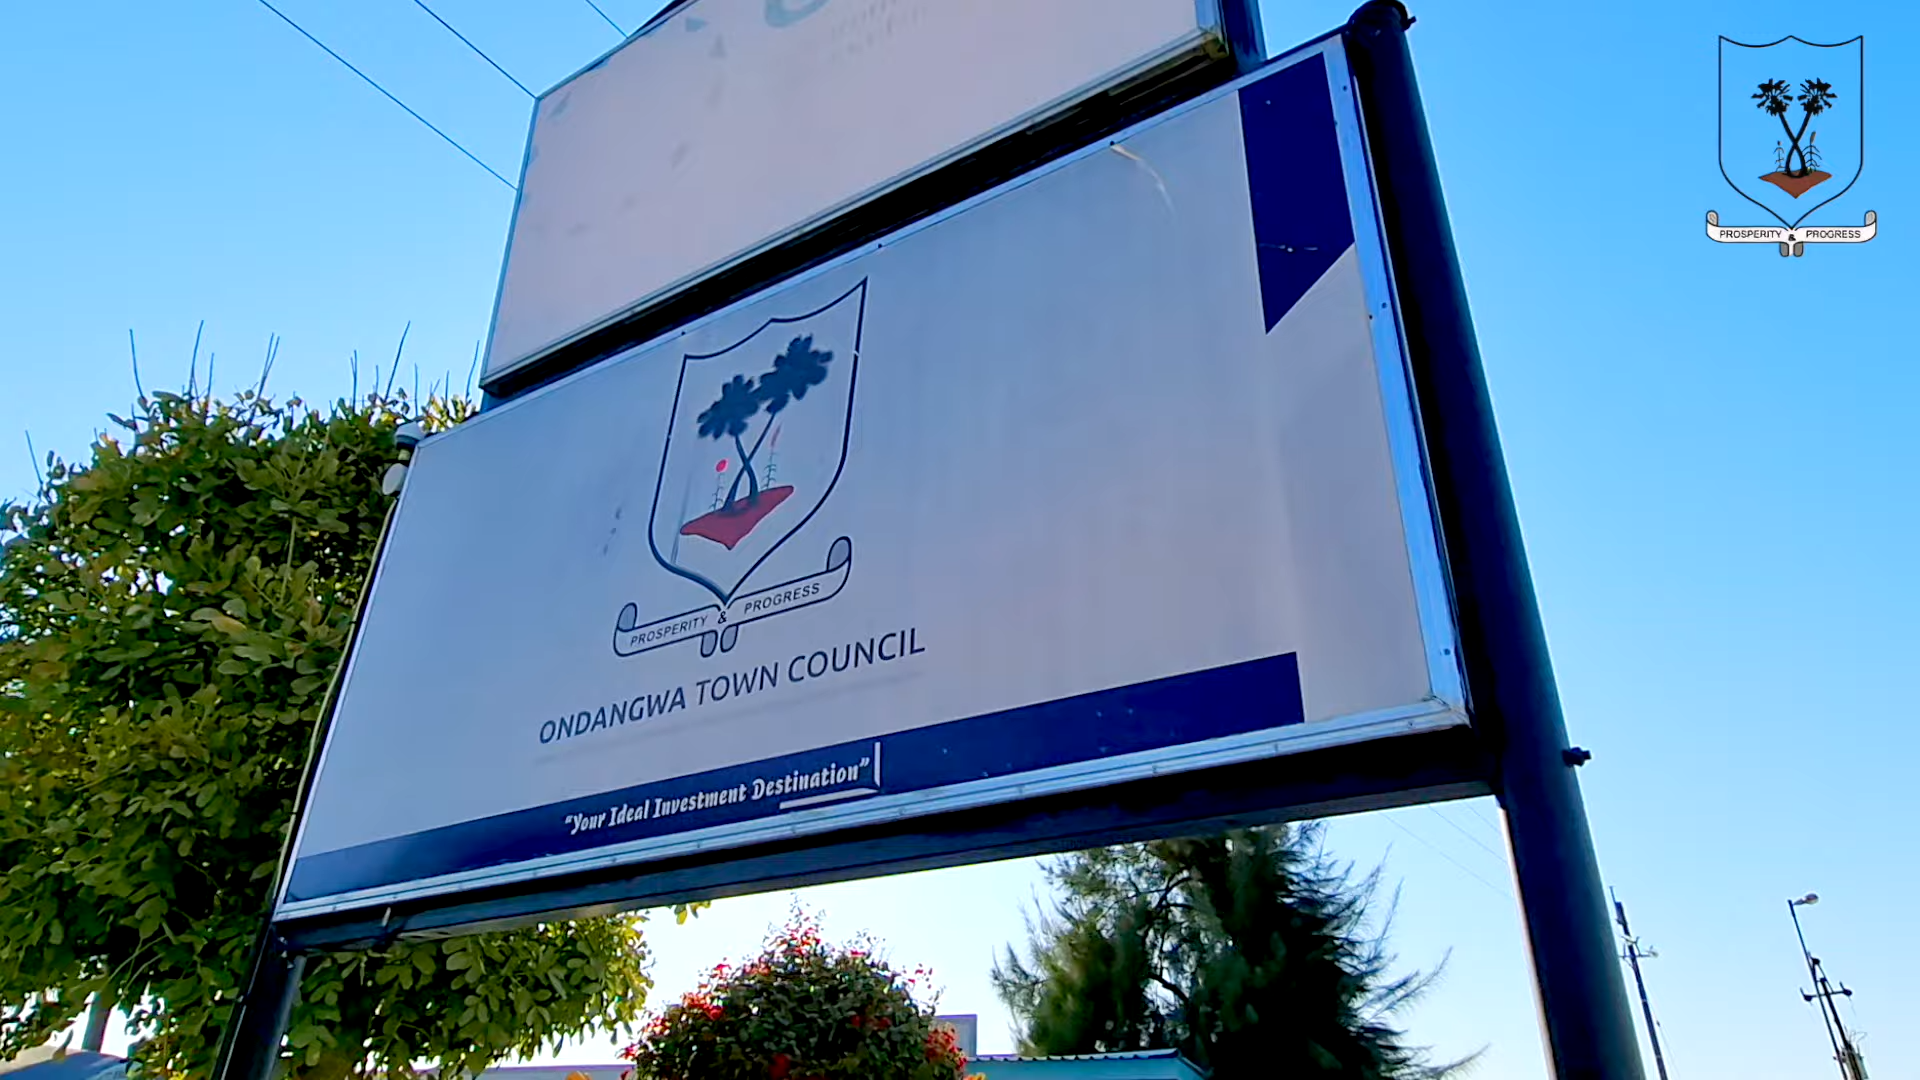 PROSPERITY & PROGRESS
PROSPERITY & PROGRESS
ONDANGWA TOWN COUNCIL
"Your Ideal Investment Destination"